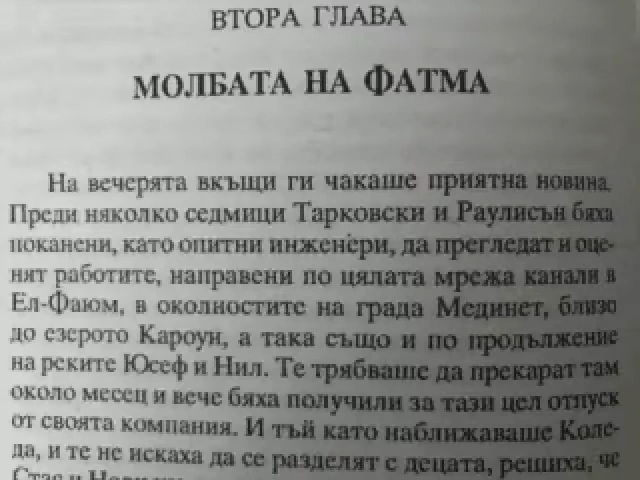 ВТОРА ГЛАВА
МОЛБАТА НА ФАТМА
На вечерята вкъщи ги чакаше приятна новина.
Преди няколко седмици Тарковски и Раулисън бяха
поканени, като опитни инженери, да прегледат и оце-
нят работите, направени по цялата мрежа канали в
Ел-Фаюм, в околностите на града Мединет, близо
до езерото Кароун, а така също и по продължение
на реките Юсеф и Нил. Те трябваше да прекарат там
около месец и вече бяха получили за тази цел отпуск
от своята компания. И тъй като наближаваше Коле-
да, и те не искаха да се разделят с децата, решиха, че
Стас и